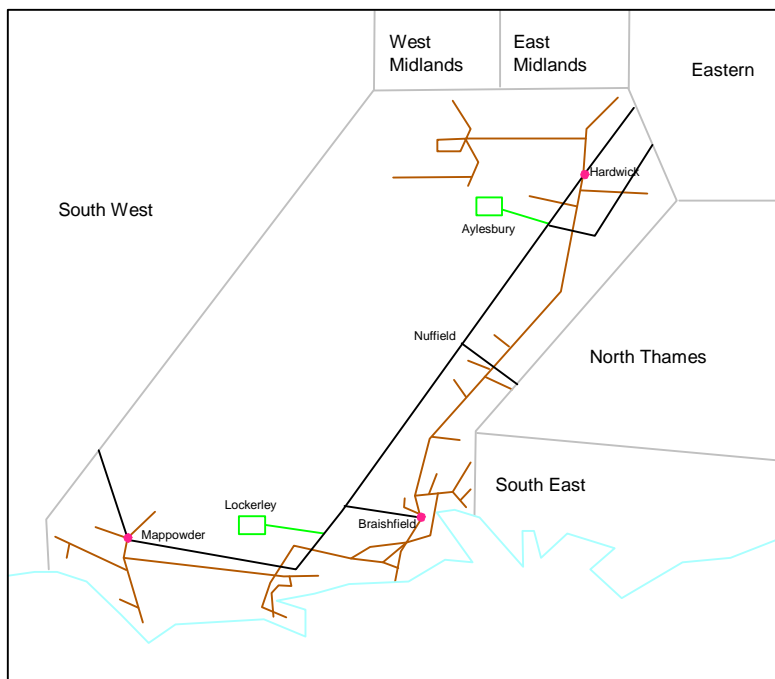 West
Midlands
East
Midlands
Eastern
Hardwick
South West
Aylesbury
Nuffield
North Thames
South East
Lockerley
Braishfield
Mappowder